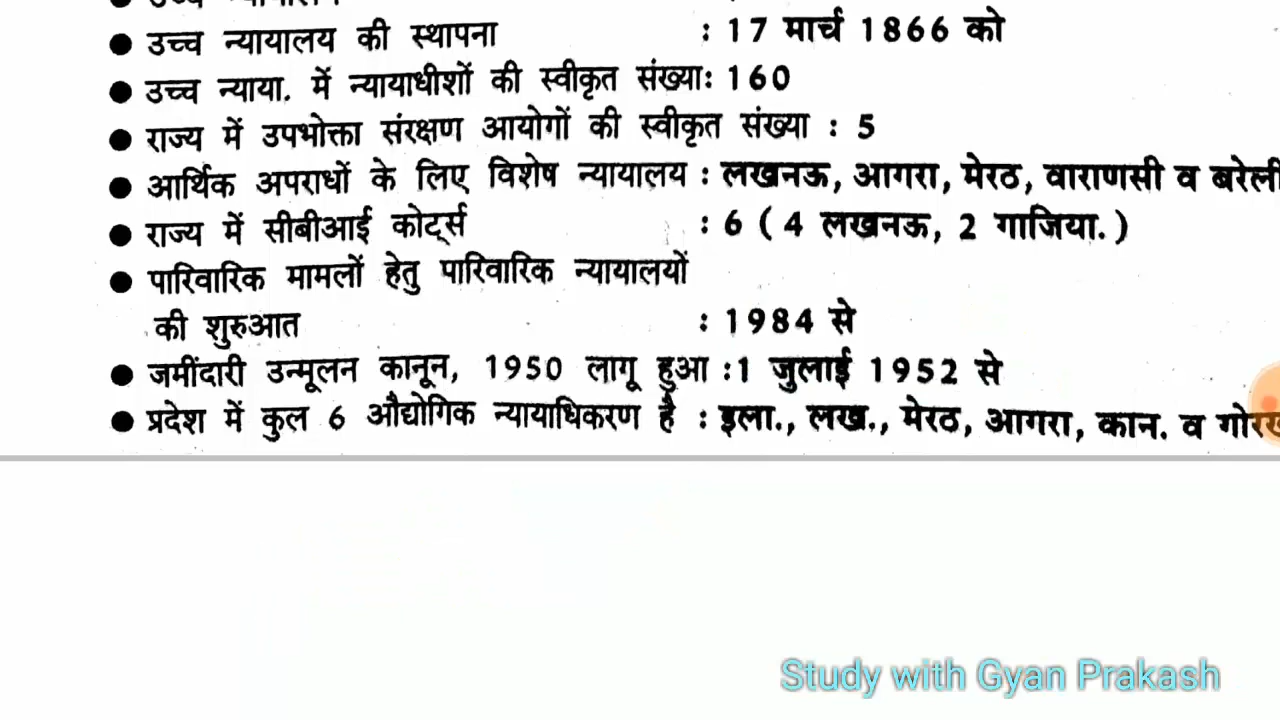 ● उच्च न्यायालय की स्थापना : 17 मार्च 1866 को
● उच्च न्याया. में न्यायाधीशों की स्वीकृत संख्याः 160
● राज्य में उपभोक्ता संरक्षण आयोगों की स्वीकृत संख्या : 5
● आर्थिक अपराधों के लिए विशेष न्यायालय : लखनऊ, आगरा, मेरठ, वाराणसी व बरेली
● राज्य में सीबीआई कोर्ट्स : 6 ( 4 लखनऊ, 2 गाजिया. )
● पारिवारिक मामलों हेतु पारिवारिक न्यायालयों
की शुरुआत : 1984 से
● जमींदारी उन्मूलन कानून, 1950 लागू हुआ :1 जुलाई 1952 से
● प्रदेश में कुल 6 औद्योगिक न्यायाधिकरण है : इला., लख., मेरठ, आगरा, कान. व
Study with Gyan Prakash